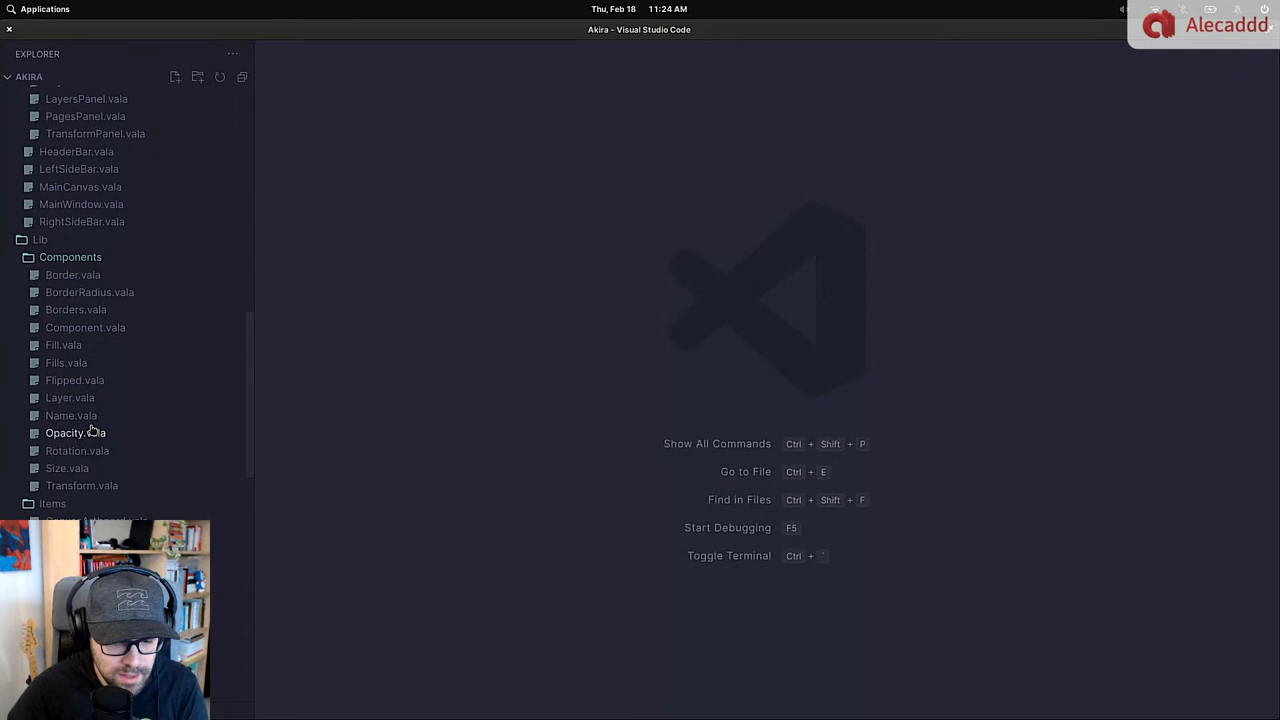 Applications
Thu, Feb 18 11:24 AM
Akira - Visual Studio Code
Alecaddd
EXPLORER
AKIRA
LayersPanel.vala
PagesPanel.vala
TransformPanel.vala
HeaderBar.vala
LeftSideBar.vala
MainCanvas.vala
MainWindow.vala
RightSideBar.vala
Lib
Components
Border.vala
BorderRadius.vala
Borders.vala
Component.vala
Fill.vala
Fills.vala
Flipped.vala
Layer.vala
Name.vala
Opacity.vala
Rotation.vala
Size.vala
Transform.vala
Items
Show All Commands Ctrl + Shift + P
Go to File Ctrl + E
Find in Files Ctrl + Shift + F
Start Debugging F5
Toggle Terminal Ctrl + `